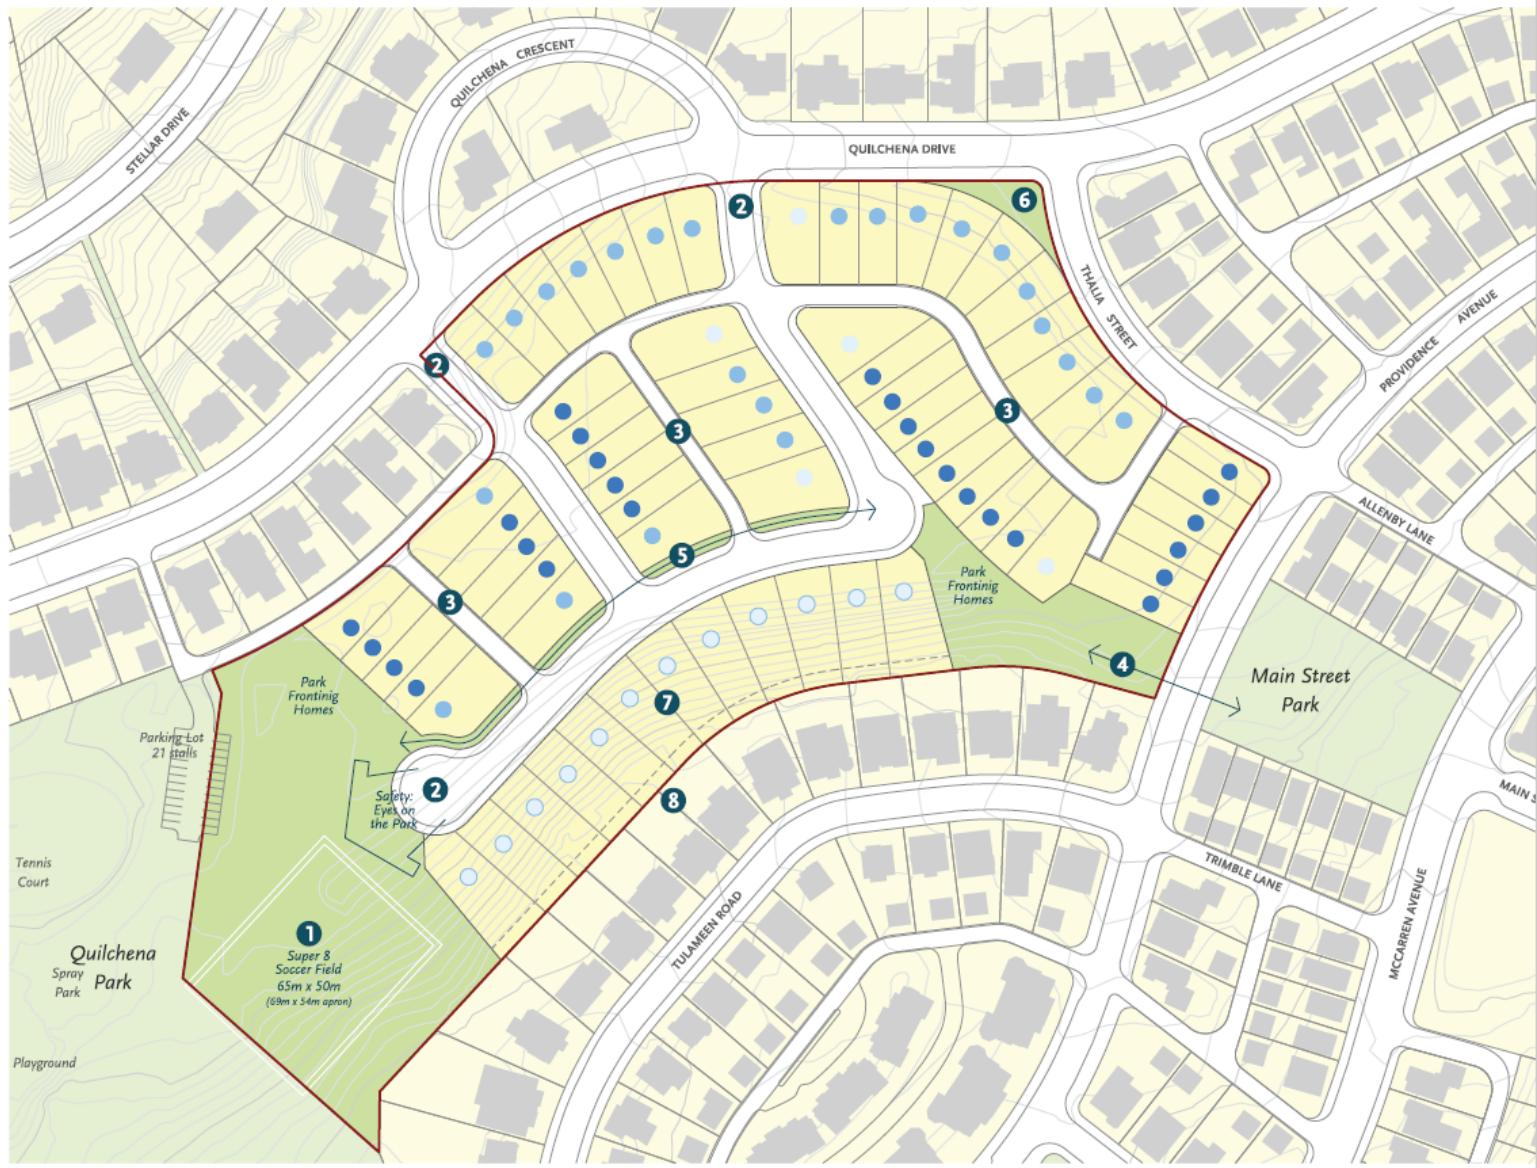 QUILCHENA CRESCENT
STELLAR DRIVE
QUILCHENA DRIVE
2
6
THALIA STREET
PROVIDENCE AVENUE
2
3
3
ALLENBY LANE
5
Park
Frontinig
Homes
3
4
Main Street
Park
Park
Frontinig
Homes
7
Parking Lot
21 stalls
2
8
Safety:
Eyes on
the Park
MAIN S
Tennis
Court
TRIMBLE LANE
TULAMEEN ROAD
MCCARREN AVENUE
1
Super 8
Soccer Field
65m x 50m
(69m x 54m apron)
Quilchena
Park
Spray
Park
Playground